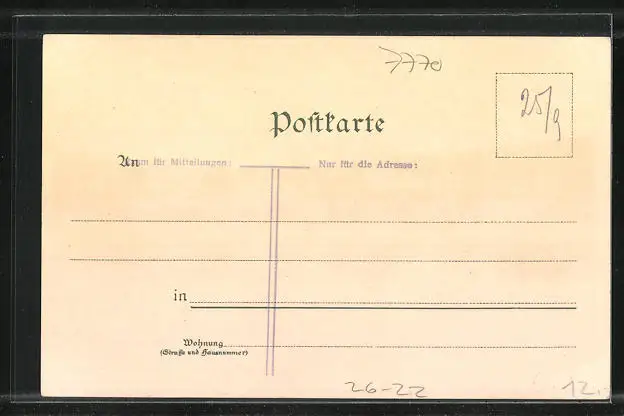 7770
25/9
Postkarte
An
Raum für Mitteilungen:
Nur für die Adresse:
in
Wohnung
(Straße und Hausnummer)
26-22
12.